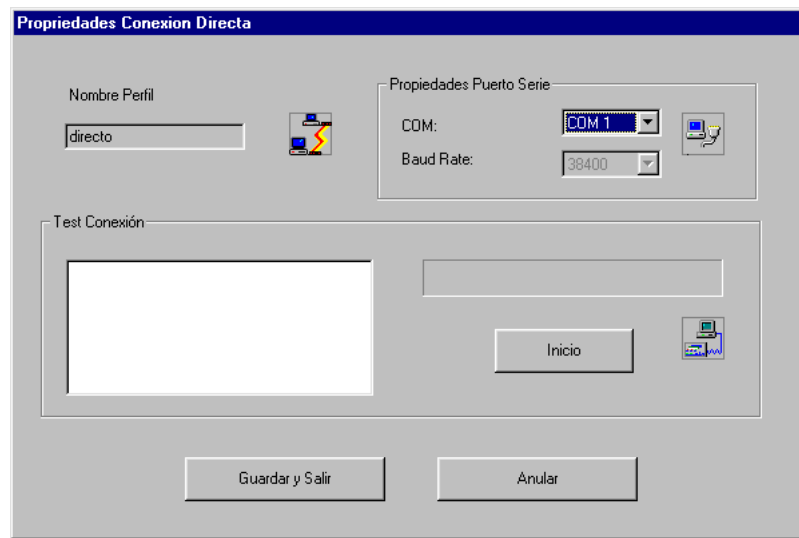 Propriedades Conexion Directa
Nombre Perfil
directo
Propiedades Puerto Serie
COM:
COM 1
Baud Rate:
38400
Test Conexión
Inicio
Guardar y Salir
Anular